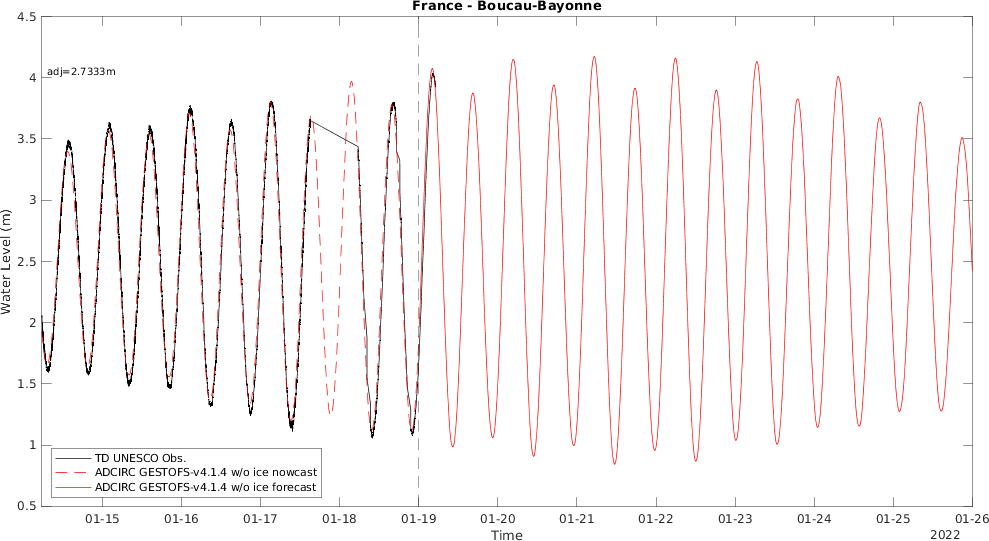 France - Boucau-Bayonne
adj=2.7333m
Water Level (m)
4.5
4
3.5
3
2.5
2
1.5
1
0.5
TD UNESCO Obs.
ADCIRC GESTOFS-v4.1.4 w/o ice nowcast
ADCIRC GESTOFS-v4.1.4 w/o ice forecast
01-15 01-16 01-17 01-18 01-19 01-20 01-21 01-22 01-23 01-24 01-25 01-26
Time
2022